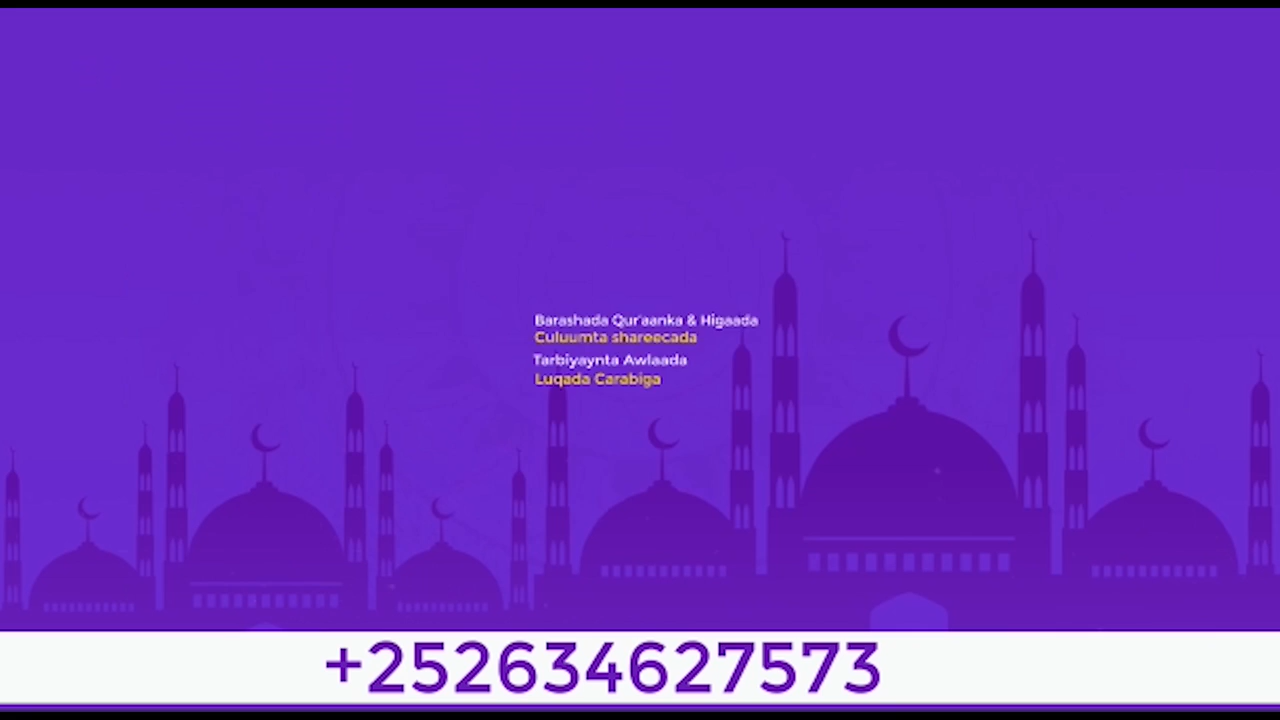 Barashada Qur'aanka & Higaada
Culuumta shareecada
Tarbiyaynta Awlaada
Luqada Carabiga
+252634627573